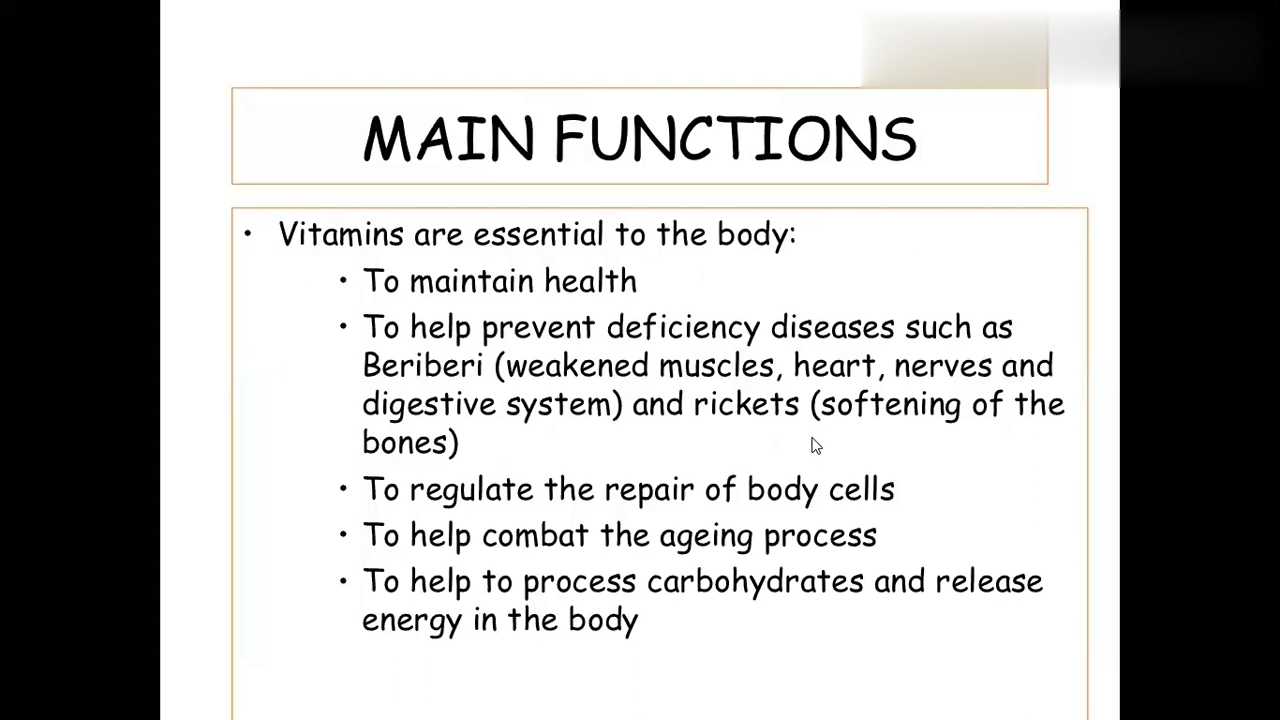 MAIN FUNCTIONS
• Vitamins are essential to the body:
• To maintain health
• To help prevent deficiency diseases such as
Beriberi (weakened muscles, heart, nerves and
digestive system) and rickets (softening of the
bones)
• To regulate the repair of body cells
• To help combat the ageing process
• To help to process carbohydrates and release
energy in the body